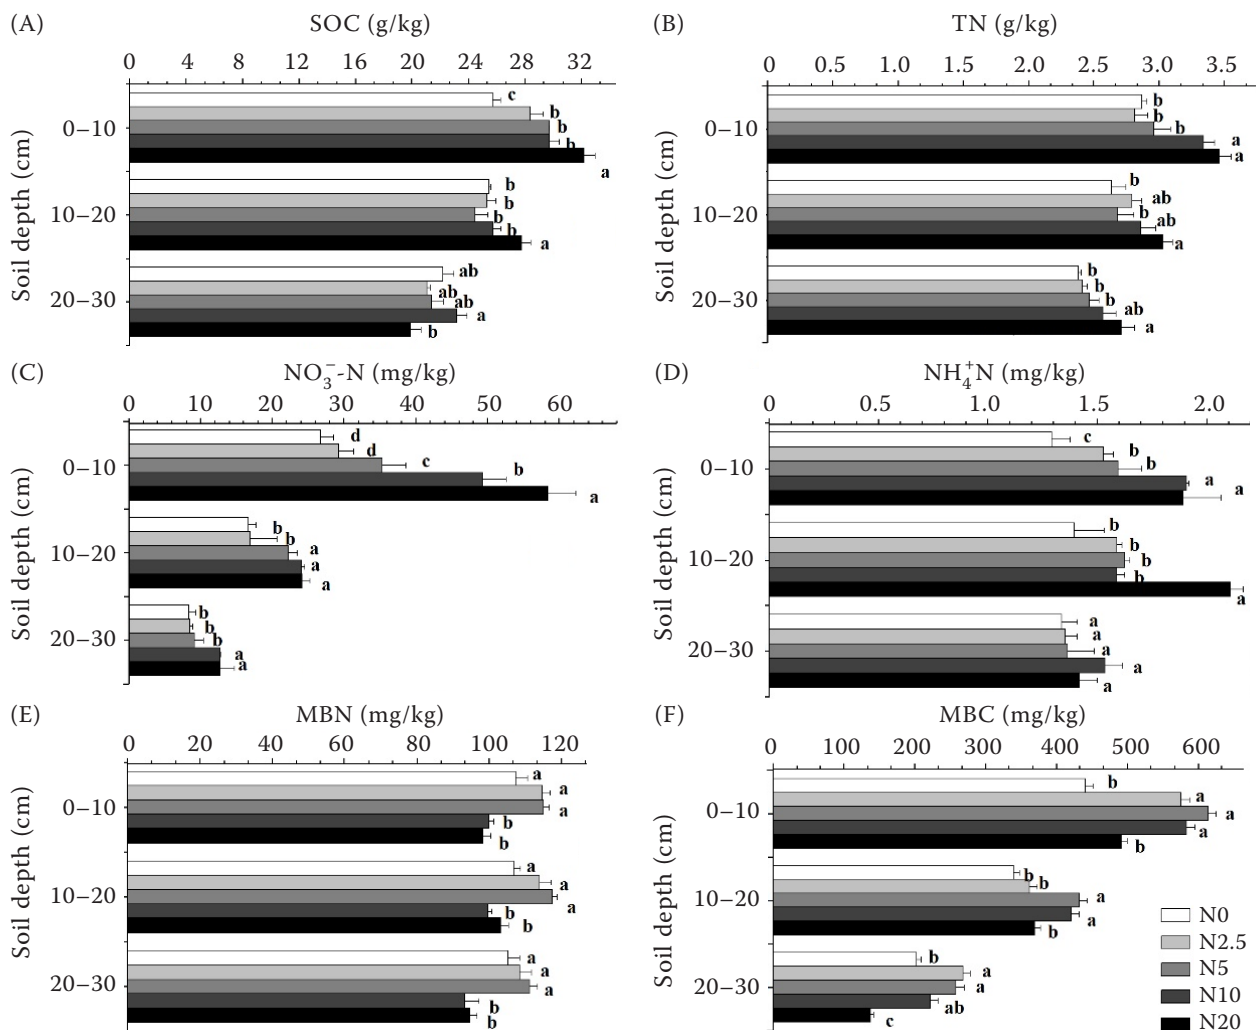 (A) SOC (g/kg)
0 4 8 12 16 20 24 28 32
Soil depth (cm)
0–10
c
b
b
b
a
10–20
b
b
b
b
a
20–30
ab
ab
ab
a
b
(B) TN (g/kg)
0 0.5 1.0 1.5 2.0 2.5 3.0 3.5
Soil depth (cm)
0–10
b
b
b
a
a
10–20
b
ab
b
ab
a
20–30
b
b
b
ab
a
(C) NO₃⁻-N (mg/kg)
0 10 20 30 40 50 60
Soil depth (cm)
0–10
d
d
c
b
a
10–20
b
b
a
a
a
20–30
b
b
b
a
a
(D) NH₄⁺N (mg/kg)
0 0.5 1.0 1.5 2.0
Soil depth (cm)
0–10
c
b
b
a
a
10–20
b
b
b
b
a
20–30
a
a
a
a
a
(E) MBN (mg/kg)
0 20 40 60 80 100 120
Soil depth (cm)
0–10
a
a
a
b
b
10–20
a
a
a
b
b
20–30
a
a
a
b
b
(F) MBC (mg/kg)
0 100 200 300 400 500 600
Soil depth (cm)
0–10
b
a
a
a
b
10–20
b
b
a
a
b
20–30
b
a
a
ab
c
N0
N2.5
N5
N10
N20